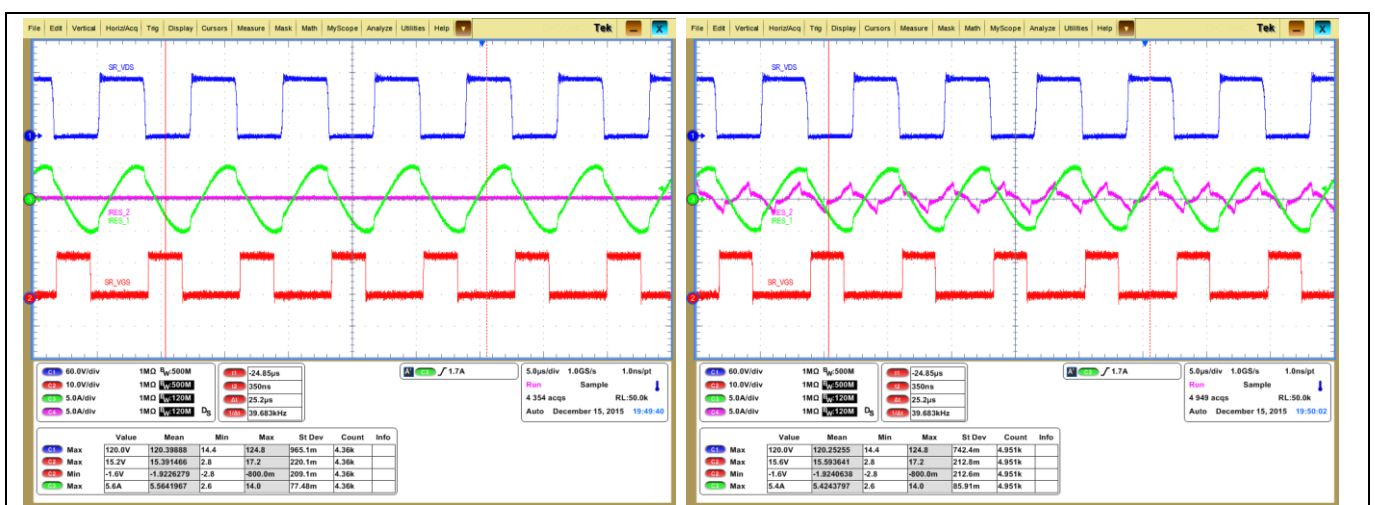 File Edit Vertical Horiz/Acq Trig Display Cursors Measure Mask Math MyScope Analyze Utilities Help Tek X
SR_VDS
1
IRES_2
IRES_1
SR_VGS
2
C1 60.0V/div 1MΩ BW:500M
C2 10.0V/div 1MΩ BW:500M
C3 5.0A/div 1MΩ BW:120M
C4 5.0A/div 1MΩ BW:120M DS
t1 -24.85µs
t2 350ns
Δt 25.2µs
1/Δt 39.683kHz
A' C3 1.7A
5.0µs/div 1.0GS/s 1.0ns/pt
Run Sample
4 354 acqs RL:50.0k
Auto December 15, 2015 19:49:40
Value Mean Min Max St Dev Count Info
C1 Max 120.0V 120.39888 14.4 124.8 965.1m 4.36k
C2 Max 15.2V 15.391466 2.8 17.2 220.1m 4.36k
C2 Min -1.6V -1.9226279 -2.8 -800.0m 209.1m 4.36k
C3 Max 5.6A 5.5641967 2.6 14.0 77.48m 4.36k
File Edit Vertical Horiz/Acq Trig Display Cursors Measure Mask Math MyScope Analyze Utilities Help Tek X
SR_VDS
1
IRES_2
IRES_1
SR_VGS
2
C1 60.0V/div 1MΩ BW:500M
C2 10.0V/div 1MΩ BW:500M
C3 5.0A/div 1MΩ BW:120M
C4 5.0A/div 1MΩ BW:120M DS
t1 -24.85µs
t2 350ns
Δt 25.2µs
1/Δt 39.683kHz
A' C3 1.7A
5.0µs/div 1.0GS/s 1.0ns/pt
Run Sample
4 949 acqs RL:50.0k
Auto December 15, 2015 19:50:02
Value Mean Min Max St Dev Count Info
C1 Max 120.0V 120.25255 14.4 124.8 742.4m 4.951k
C2 Max 15.6V 15.593641 2.8 17.2 212.8m 4.951k
C2 Min -1.6V -1.9240638 -2.8 -800.0m 212.6m 4.951k
C3 Max 5.4A 5.4243797 2.6 14.0 85.91m 4.951k